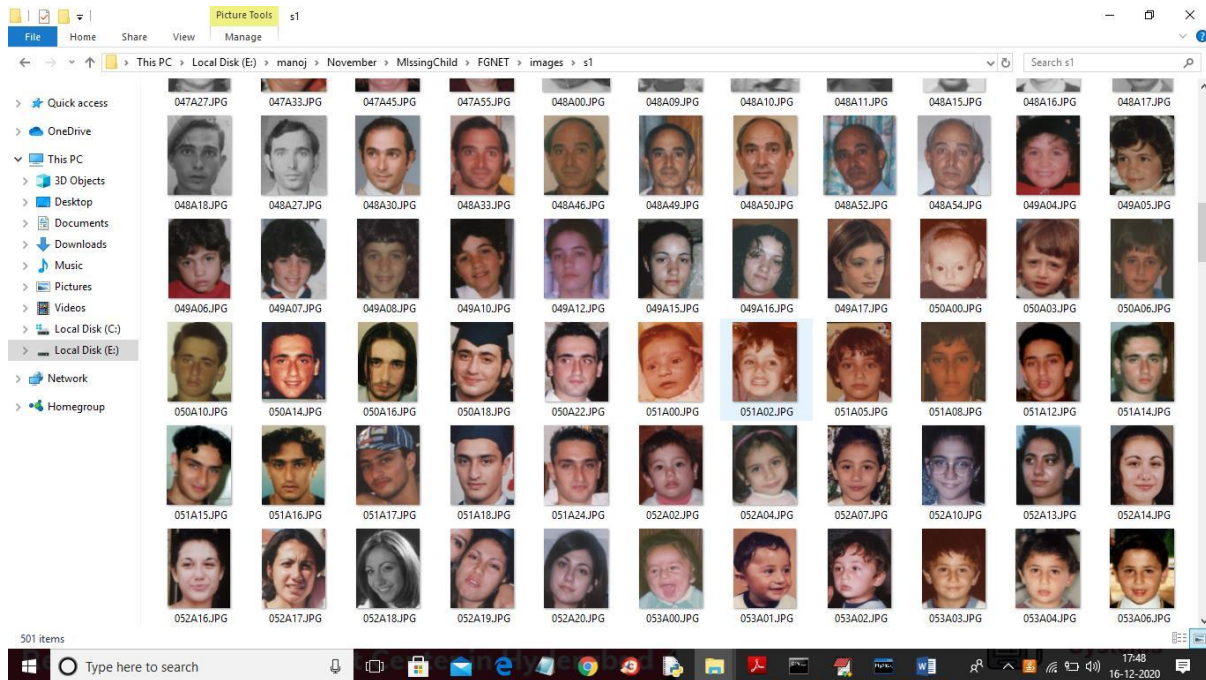 Picture Tools
s1
File Home Share View Manage
This PC > Local Disk (E:) > manoj > November > MIssingChild > FGNET > images > s1
Search s1
Quick access
OneDrive
This PC
3D Objects
Desktop
Documents
Downloads
Music
Pictures
Videos
Local Disk (C:)
Local Disk (E:)
Network
Homegroup
047A27.JPG 047A33.JPG 047A45.JPG 047A55.JPG 048A00.JPG 048A09.JPG 048A10.JPG 048A11.JPG 048A15.JPG 048A16.JPG 048A17.JPG
048A18.JPG 048A27.JPG 048A30.JPG 048A33.JPG 048A46.JPG 048A49.JPG 048A50.JPG 048A52.JPG 048A54.JPG 049A04.JPG 049A05.JPG
049A06.JPG 049A07.JPG 049A08.JPG 049A10.JPG 049A12.JPG 049A15.JPG 049A16.JPG 049A17.JPG 050A00.JPG 050A03.JPG 050A06.JPG
050A10.JPG 050A14.JPG 050A16.JPG 050A18.JPG 050A22.JPG 051A00.JPG 051A02.JPG 051A05.JPG 051A08.JPG 051A12.JPG 051A14.JPG
051A15.JPG 051A16.JPG 051A17.JPG 051A18.JPG 051A24.JPG 052A02.JPG 052A04.JPG 052A07.JPG 052A10.JPG 052A13.JPG 052A14.JPG
052A16.JPG 052A17.JPG 052A18.JPG 052A19.JPG 052A20.JPG 053A00.JPG 053A01.JPG 053A02.JPG 053A03.JPG 053A04.JPG 053A06.JPG
501 items
Type here to search
17:48
16-12-2020